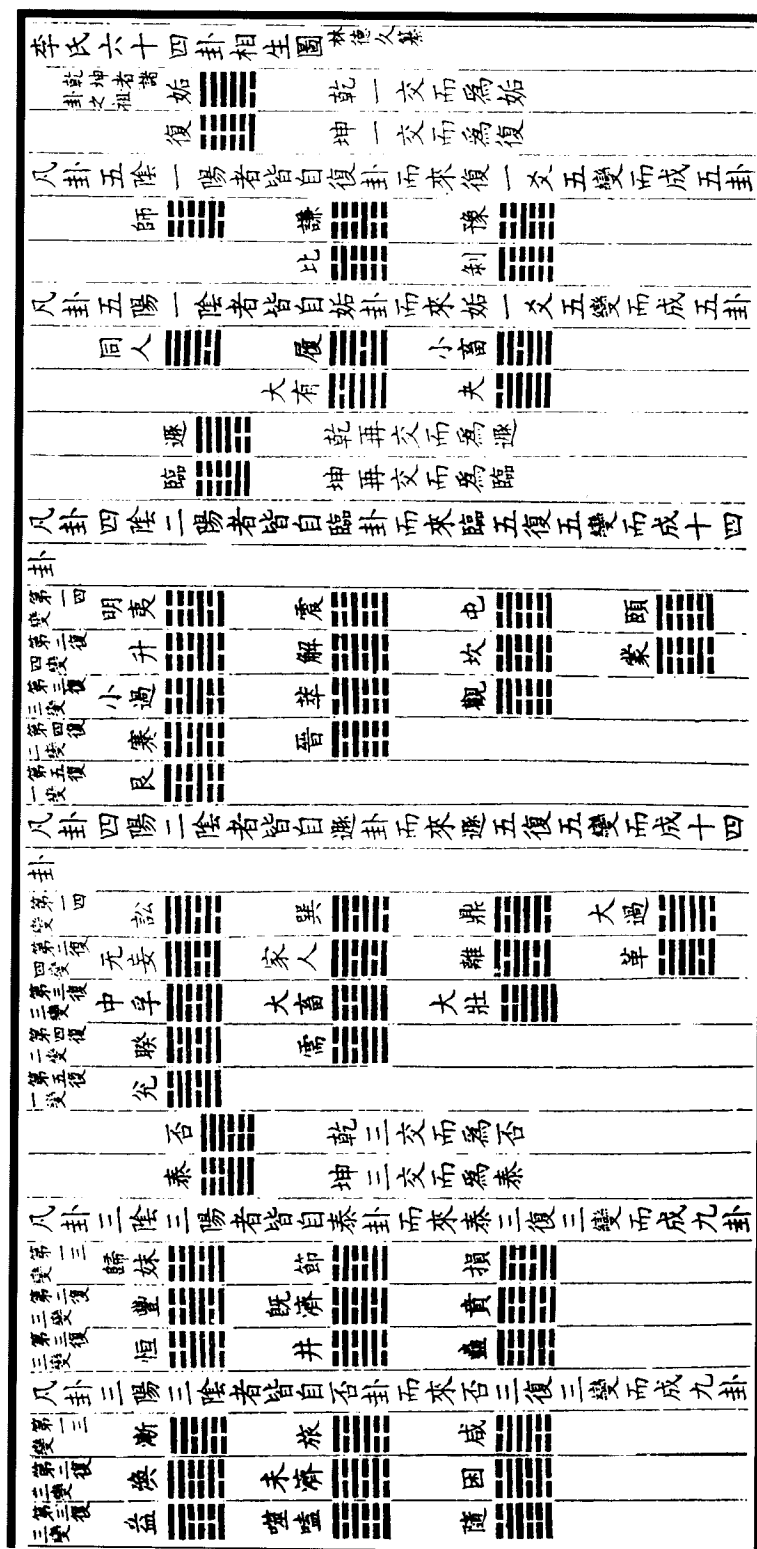 李氏六十四卦相生圖 林德久纂
乾坤者諸卦之祖 姤 乾一交而為姤
復 坤一交而為復
凡卦五陰一陽者皆自復卦而來復一爻五變而成五卦
師 謙 豫
比 剝
凡卦五陽一陰者皆自姤卦而來姤一爻五變而成五卦
同人 履 小畜
大有 夬
遯 乾再交而為遯
臨 坤再交而為臨
凡卦四陰二陽者皆自臨卦而來臨五復五變而成十四
卦
第一四變 明夷 震 屯 頤
第二復四變 升 解 坎 蒙
第三復三變 小過 萃 觀
第四復二變 蹇 晉
第五復一變 艮
凡卦四陽二陰者皆自遯卦而來遯五復五變而成十四
卦
第一四變 訟 巽 鼎 大過
第二復四變 无妄 家人 離 革
第三復三變 中孚 大畜 大壯
第四復二變 睽 需
第五復一變 兊
否 乾三交而為否
泰 坤三交而為泰
凡卦三陰三陽者皆自泰卦而來泰三復三變而成九卦
第一三變 歸妹 節 損
第二復三變 豐 既濟 賁
第三復三變 恒 井 蠱
凡卦三陽三陰者皆自否卦而來否三復三變而成九卦
第一三變 漸 旅 咸
第二復三變 渙 未濟 困
第三復三變 益 噬嗑 隨